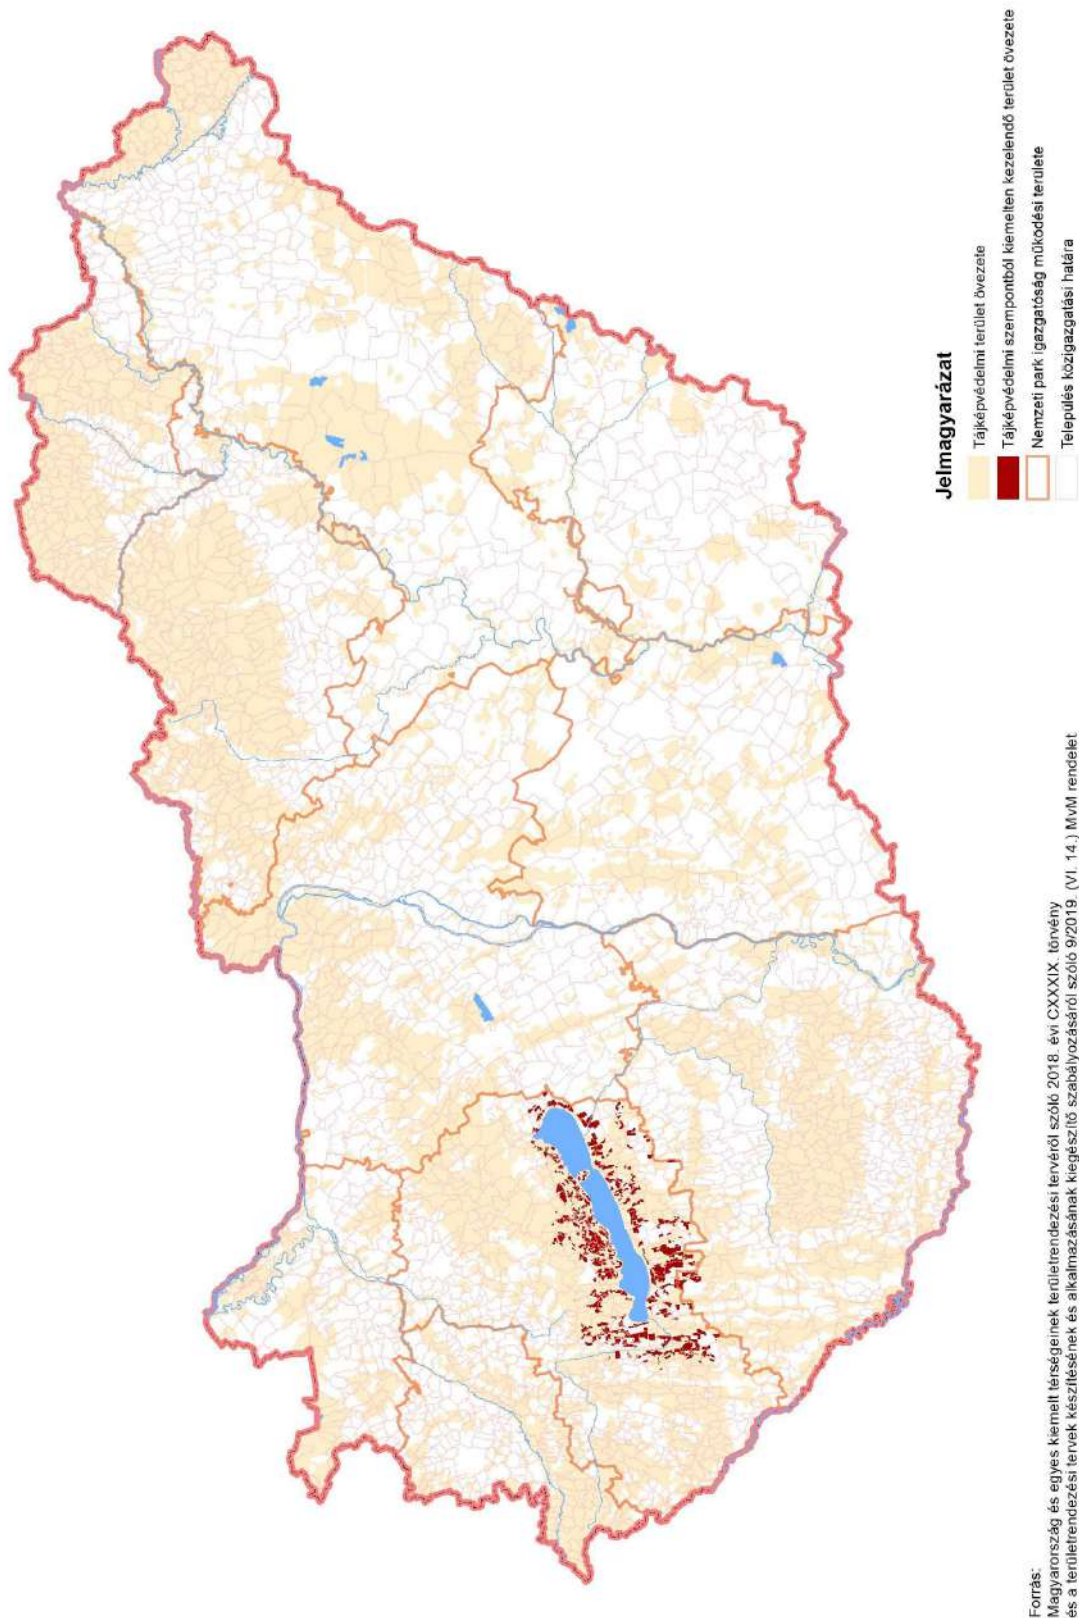 Jelmagyarázat
Tájképvédelmi terület övezete
Tájképvédelmi szempontból kiemelten kezelendő terület övezete
Nemzeti park igazgatóság működési területe
Település közigazgatási határa
Forrás:
Magyarország és egyes kiemelt térségeinek területrendezési tervéről szóló 2018. évi CXXXIX. törvény
és a területrendezési tervek készítésének és alkalmazásának kiegészítő szabályozásáról szóló 9/2019. (VI. 14.) MvM rendelet